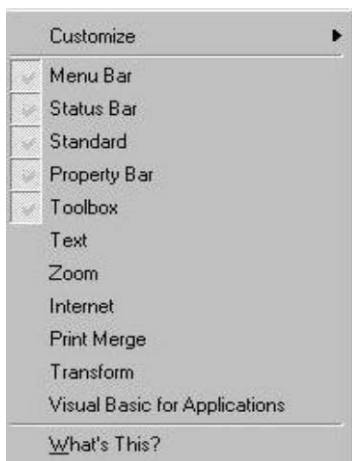 Customize
Menu Bar
Status Bar
Standard
Property Bar
Toolbox
Text
Zoom
Internet
Print Merge
Transform
Visual Basic for Applications
What's This?